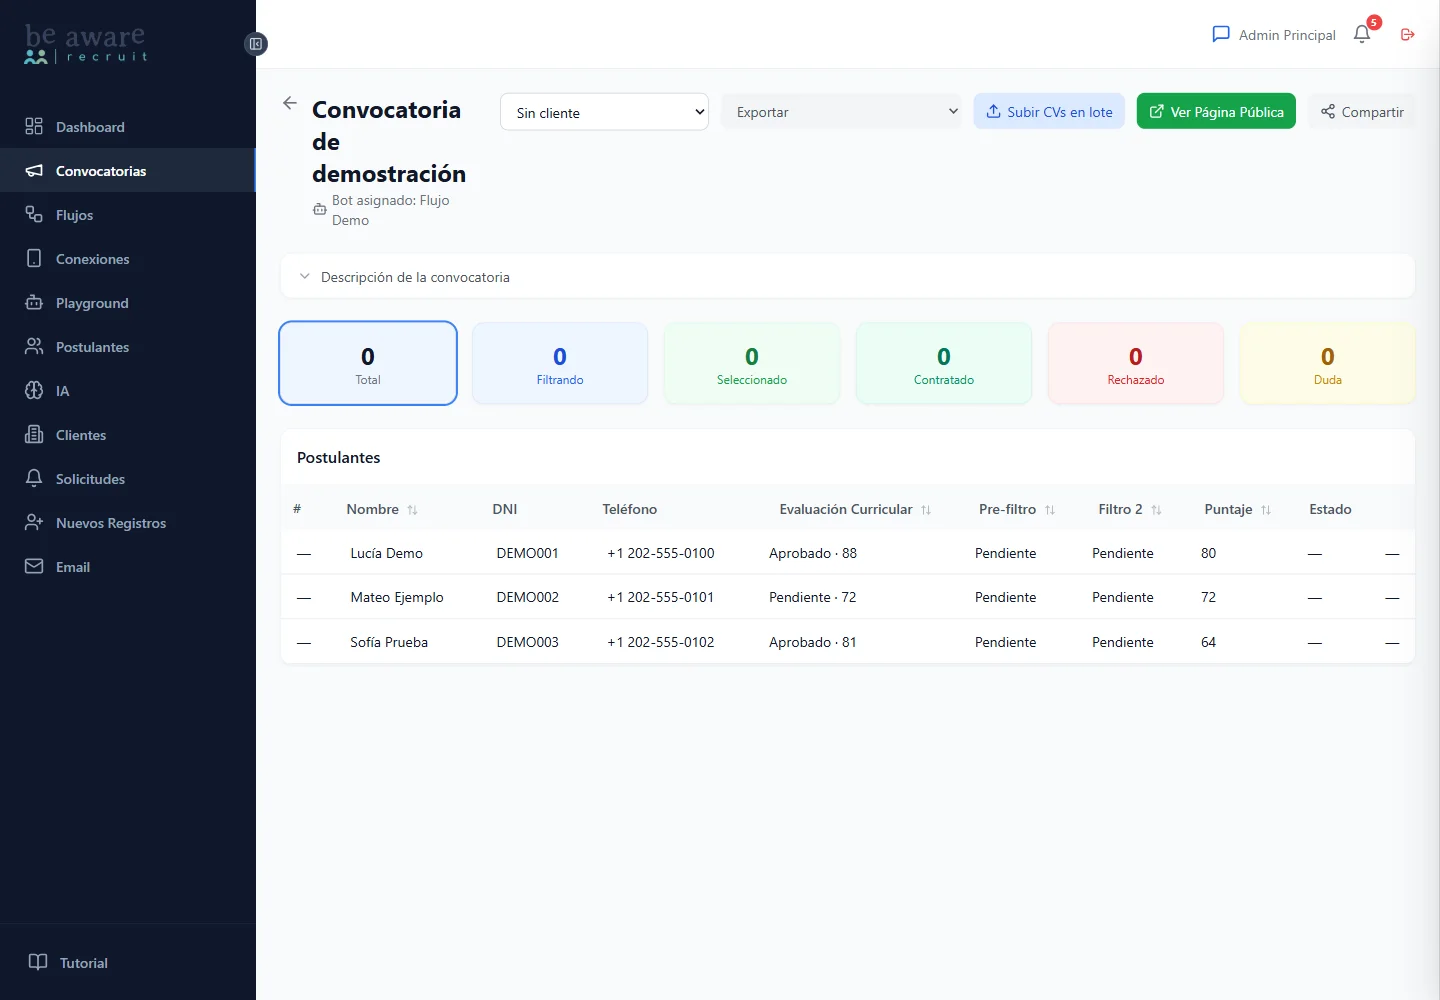 be aware
recruit
Dashboard
Convocatorias
Flujos
Conexiones
Playground
Postulantes
IA
Clientes
Solicitudes
Nuevos Registros
Email
Tutorial
Admin Principal
5
Convocatoria
de
demostración
Bot asignado: Flujo
Demo
Sin cliente
Exportar
Subir CVs en lote
Ver Página Pública
Compartir
Descripción de la convocatoria
0 0 0 0 0 0
Total Filtrando Seleccionado Contratado Rechazado Duda
Postulantes
# Nombre DNI Teléfono Evaluación Curricular Pre-filtro Filtro 2 Puntaje Estado
— Lucía Demo DEMO001 +1 202-555-0100 Aprobado · 88 Pendiente Pendiente 80 — —
— Mateo Ejemplo DEMO002 +1 202-555-0101 Pendiente · 72 Pendiente Pendiente 72 — —
— Sofía Prueba DEMO003 +1 202-555-0102 Aprobado · 81 Pendiente Pendiente 64 — —